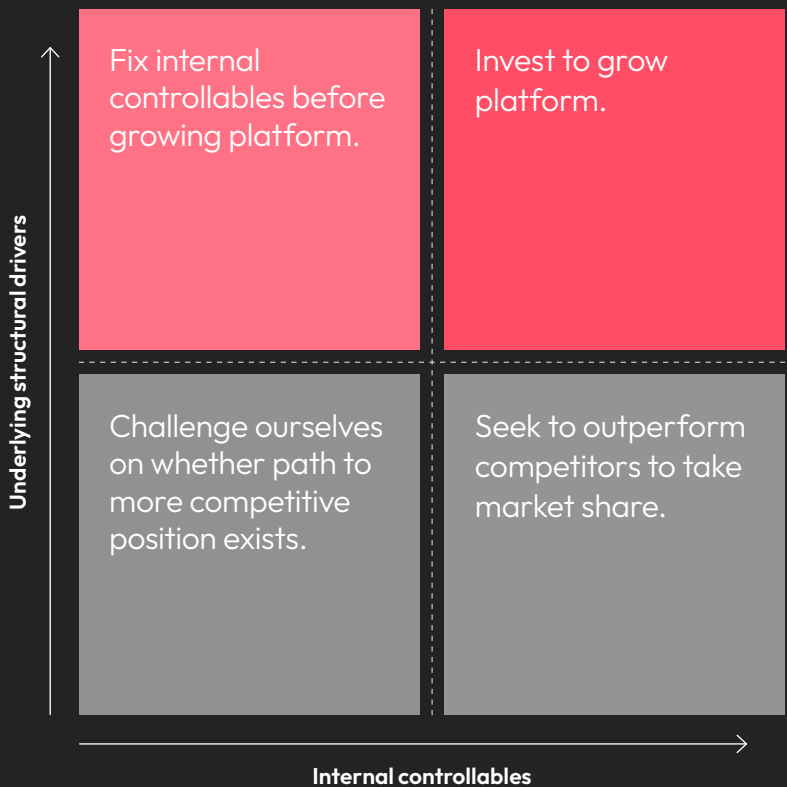 Fix internal
controllables before
growing platform.
Invest to grow
platform.
Underlying structural drivers
Challenge ourselves
on whether path to
more competitive
position exists.
Seek to outperform
competitors to take
market share.
Internal controllables